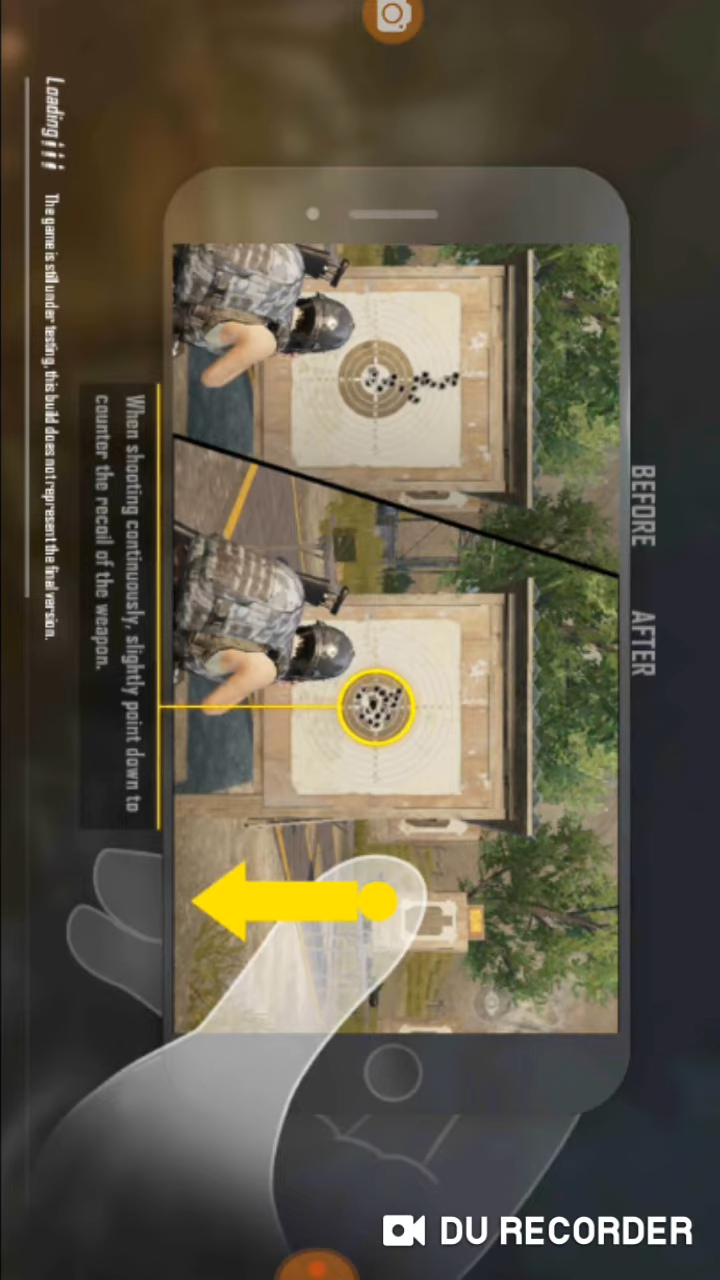 BEFORE AFTER
When shooting continuously, slightly point down to
counter the recoil of the weapon.
Loading⋮⋮⋮ The game is still under testing, this build does not represent the final version.
DU RECORDER